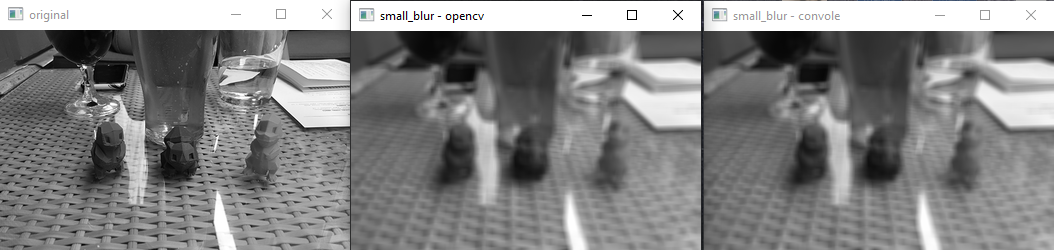 original
small_blur - opencv
small_blur - convole